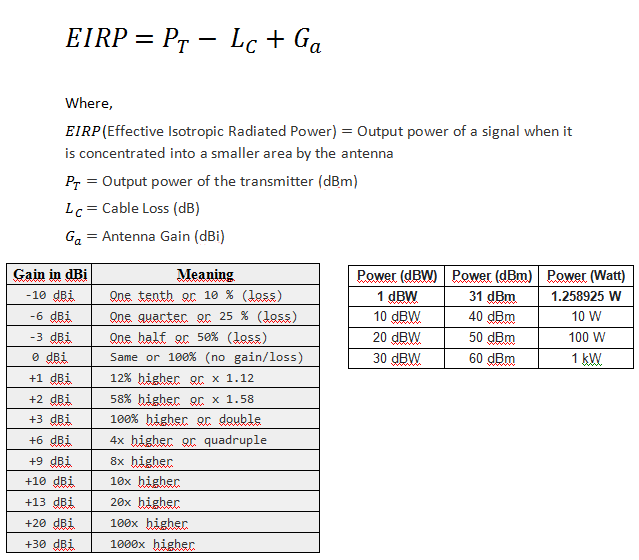 EIRP = P_T − L_C + G_a
Where,
EIRP(Effective Isotropic Radiated Power) = Output power of a signal when it
is concentrated into a smaller area by the antenna
P_T = Output power of the transmitter (dBm)
L_C = Cable Loss (dB)
G_a = Antenna Gain (dBi)
Gain in dBi Meaning
-10 dBi One tenth or 10 % (loss)
-6 dBi One quarter or 25 % (loss)
-3 dBi One half or 50% (loss)
0 dBi Same or 100% (no gain/loss)
+1 dBi 12% higher or x 1.12
+2 dBi 58% higher or x 1.58
+3 dBi 100% higher or double
+6 dBi 4x higher or quadruple
+9 dBi 8x higher
+10 dBi 10x higher
+13 dBi 20x higher
+20 dBi 100x higher
+30 dBi 1000x higher
Power (dBW) Power (dBm) Power (Watt)
1 dBW 31 dBm 1.258925 W
10 dBW 40 dBm 10 W
20 dBW 50 dBm 100 W
30 dBW 60 dBm 1 kW